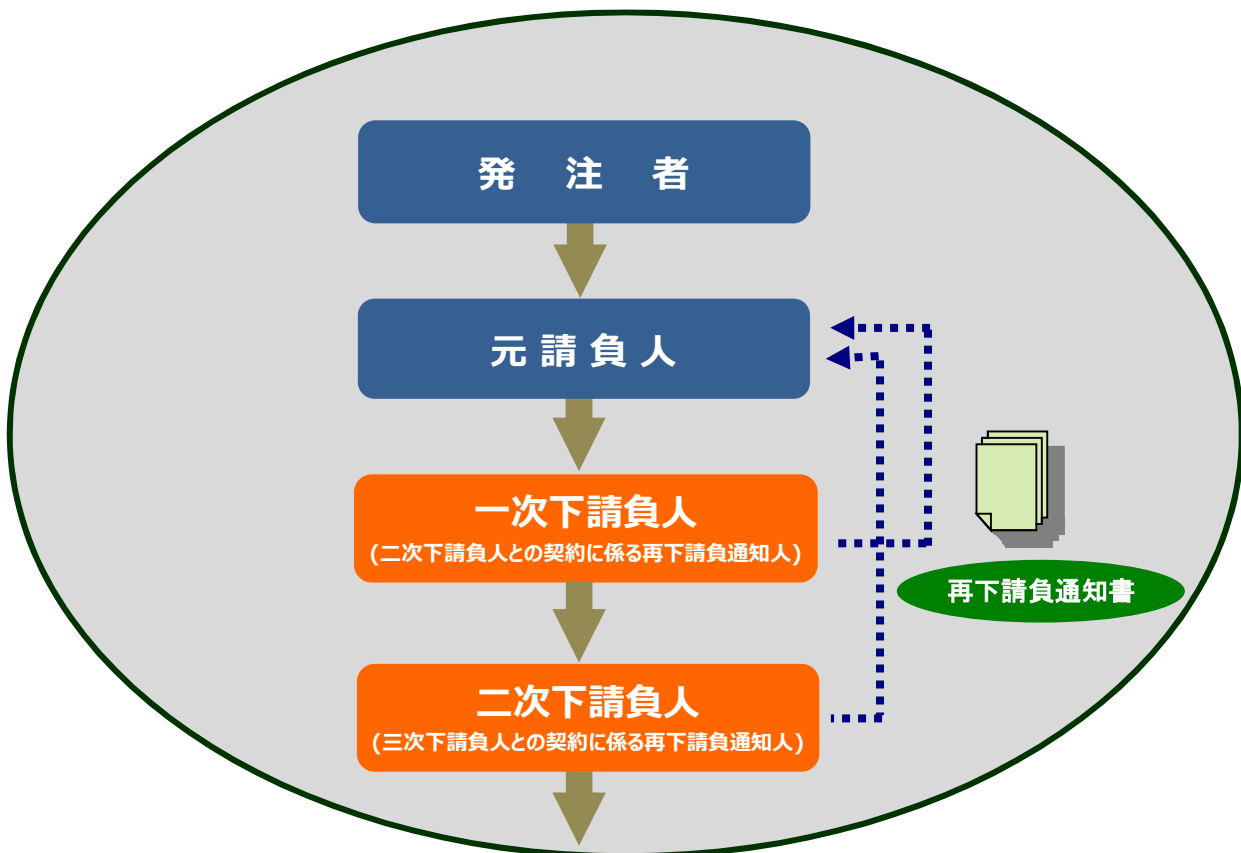 発 注 者
元 請 負 人
一次下請負人
(二次下請負人との契約に係る再下請負通知人)
再下請負通知書
二次下請負人
(三次下請負人との契約に係る再下請負通知人)